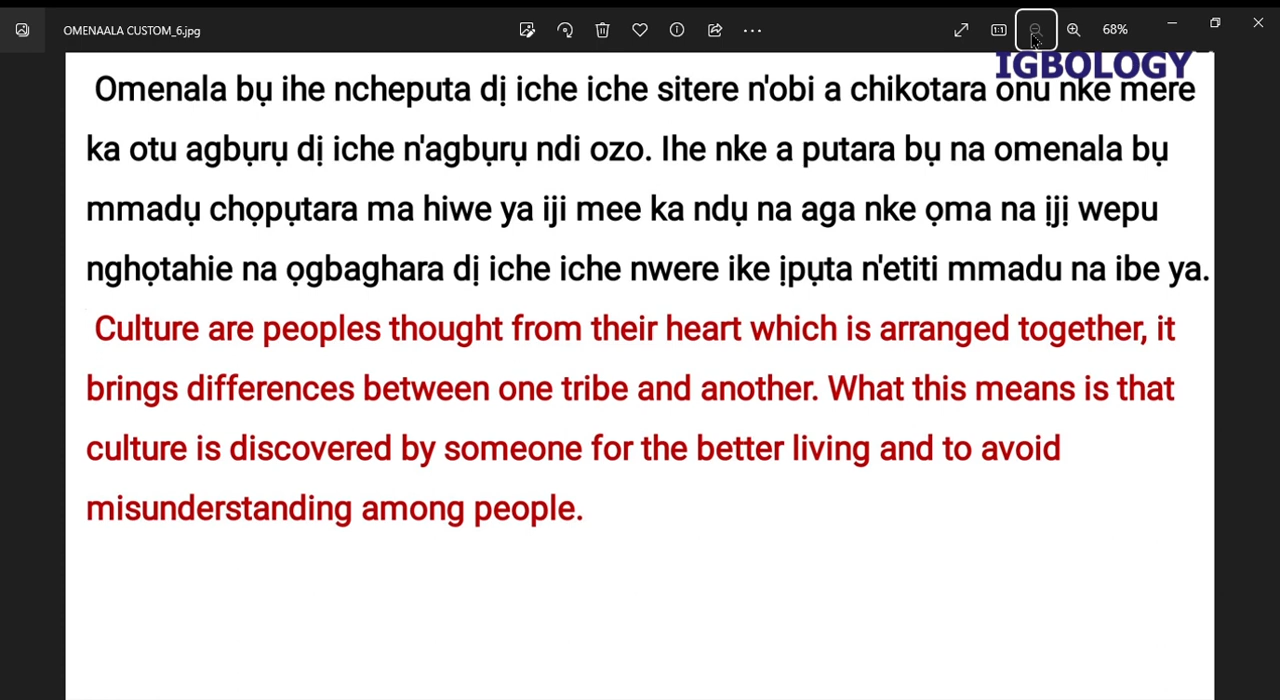 OMENAALA CUSTOM_6.jpg
68%
IGBOLOGY
Omenala bụ ihe ncheputa dị iche iche sitere n'obi a chikotara onu nke mere
ka otu agbụrụ dị iche n'agbụrụ ndi ozo. Ihe nke a putara bụ na omenala bụ
mmadụ chọpụtara ma hiwe ya iji mee ka ndụ na aga nke ọma na ịjị wepu
nghọtahie na ọgbaghara dị iche iche nwere ike ịpụta n'etiti mmadu na ibe ya.
Culture are peoples thought from their heart which is arranged together, it
brings differences between one tribe and another. What this means is that
culture is discovered by someone for the better living and to avoid
misunderstanding among people.